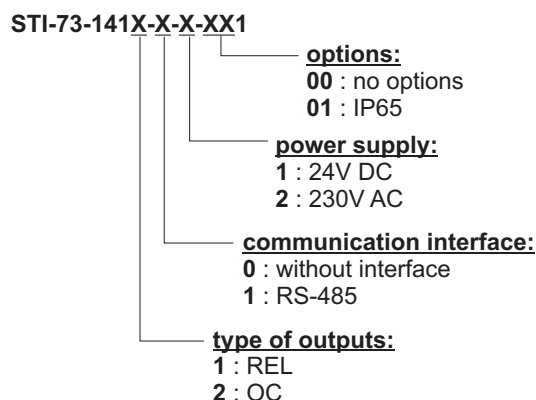 STI-73-141X-X-X-XX1
options:
00 : no options
01 : IP65
power supply:
1 : 24V DC
2 : 230V AC
communication interface:
0 : without interface
1 : RS-485
type of outputs:
1 : REL
2 : OC